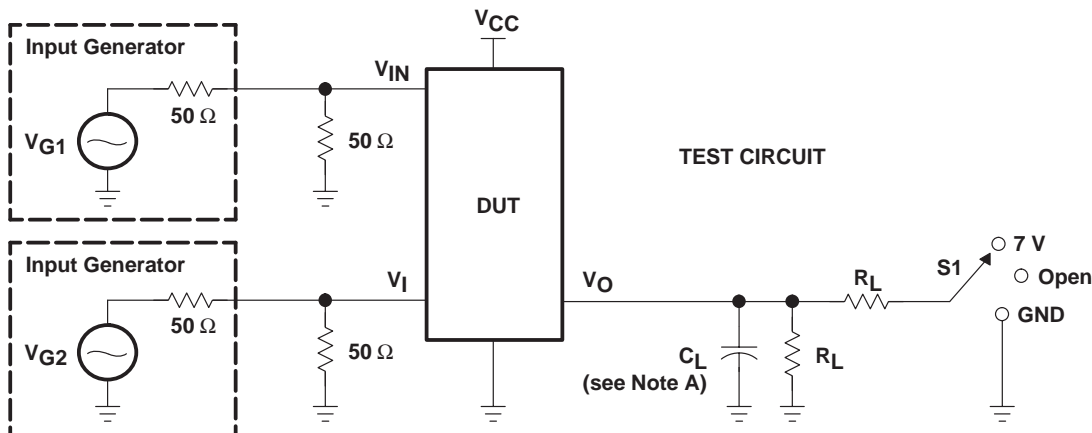 Input Generator
VG1
50 Ω
50 Ω
VIN
VCC
DUT
TEST CIRCUIT
Input Generator
VG2
50 Ω
50 Ω
VI
VO
CL
(see Note A)
RL
RL
S1
7 V
Open
GND